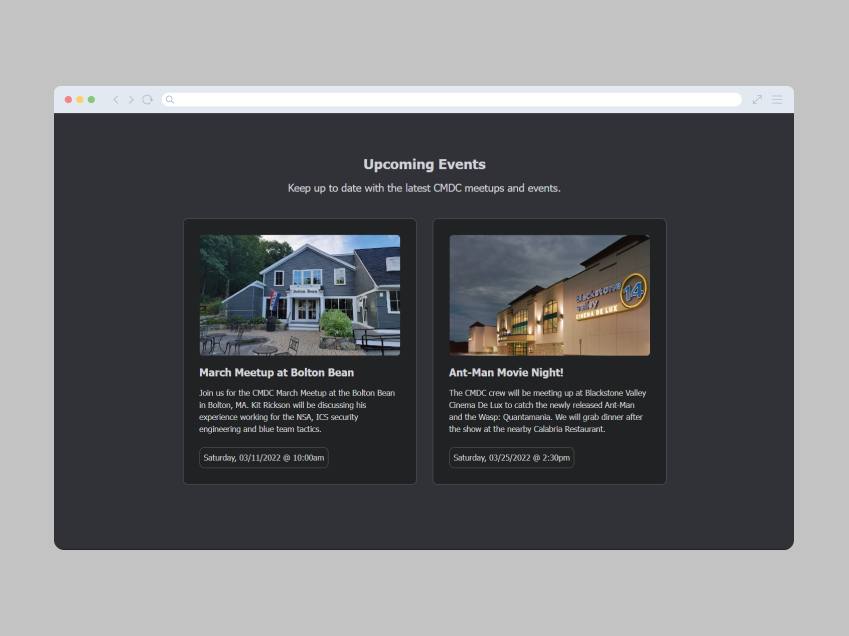 Upcoming Events
Keep up to date with the latest CMDC meetups and events.
Bolton Bean
Blackstone
Valley
14
CINEMA DE LUX
March Meetup at Bolton Bean
Join us for the CMDC March Meetup at the Bolton Bean
in Bolton, MA. Kit Rickson will be discussing his
experience working for the NSA, ICS security
engineering and blue team tactics.
Saturday, 03/11/2022 @ 10:00am
Ant-Man Movie Night!
The CMDC crew will be meeting up at Blackstone Valley
Cinema De Lux to catch the newly released Ant-Man
and the Wasp: Quantamania. We will grab dinner after
the show at the nearby Calabria Restaurant.
Saturday, 03/25/2022 @ 2:30pm